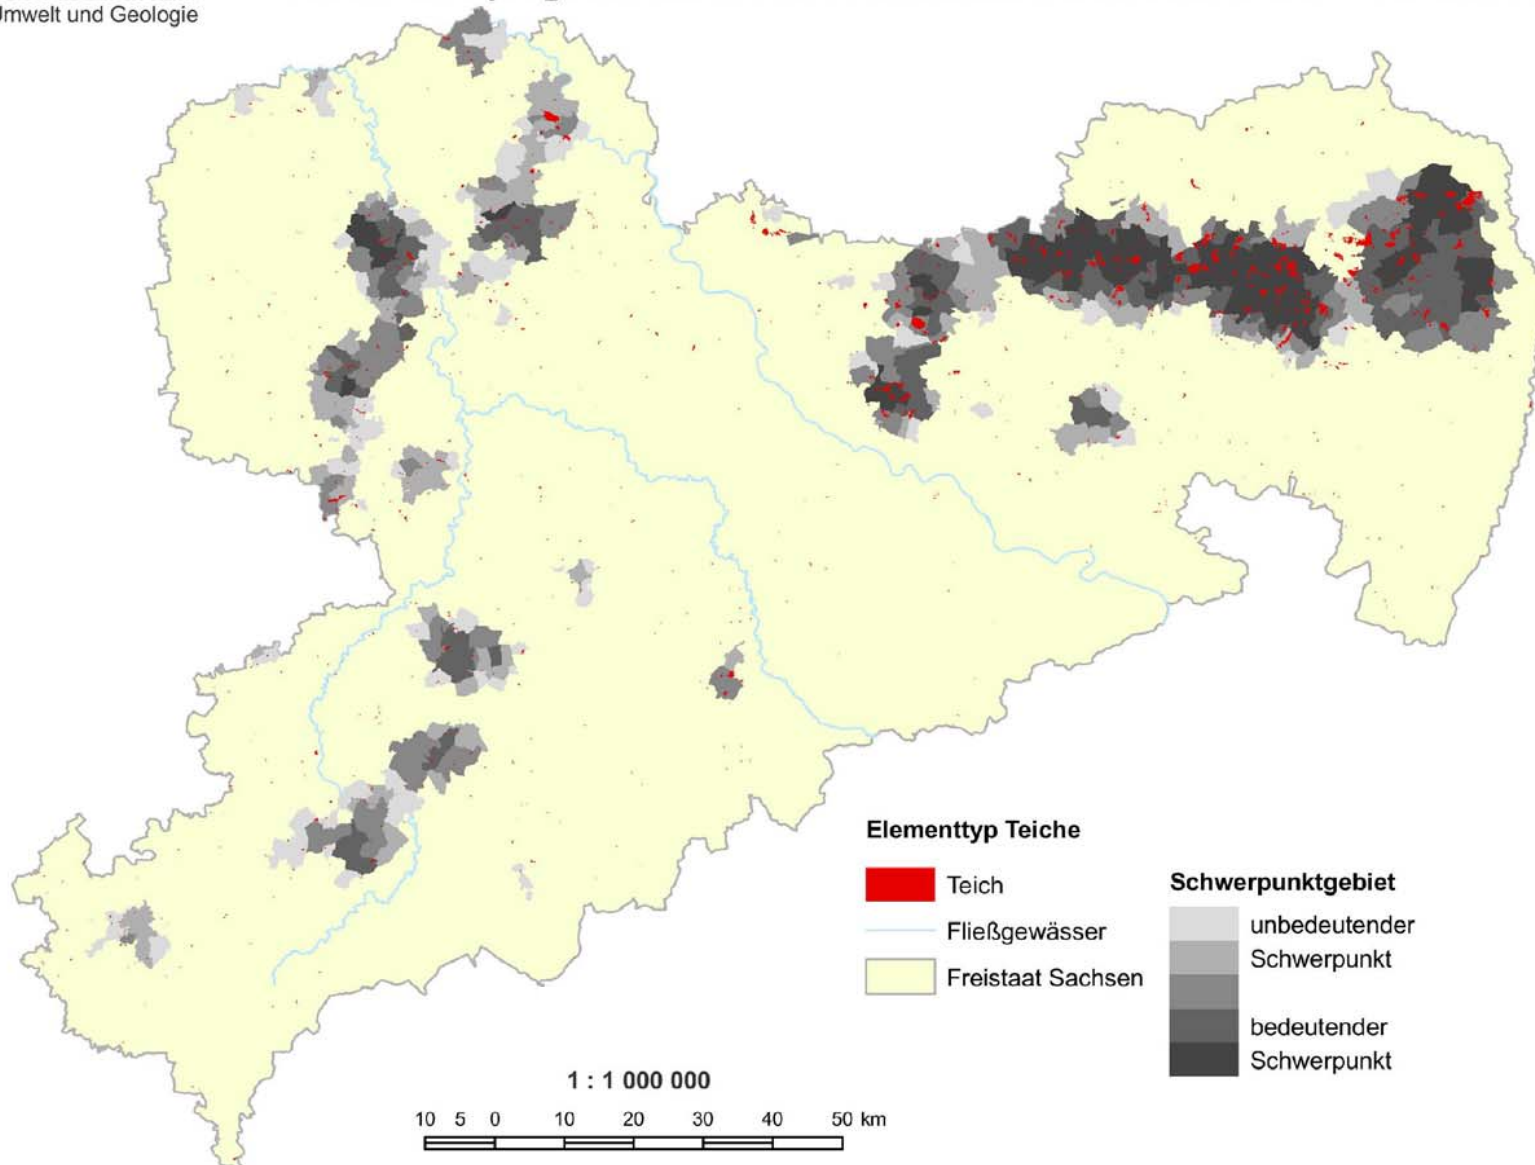 Umwelt und Geologie
Elementtyp Teiche
Teich
Fließgewässer
Freistaat Sachsen
Schwerpunktgebiet
unbedeutender
Schwerpunkt
bedeutender
Schwerpunkt
1 : 1 000 000
10 5 0 10 20 30 40 50 km